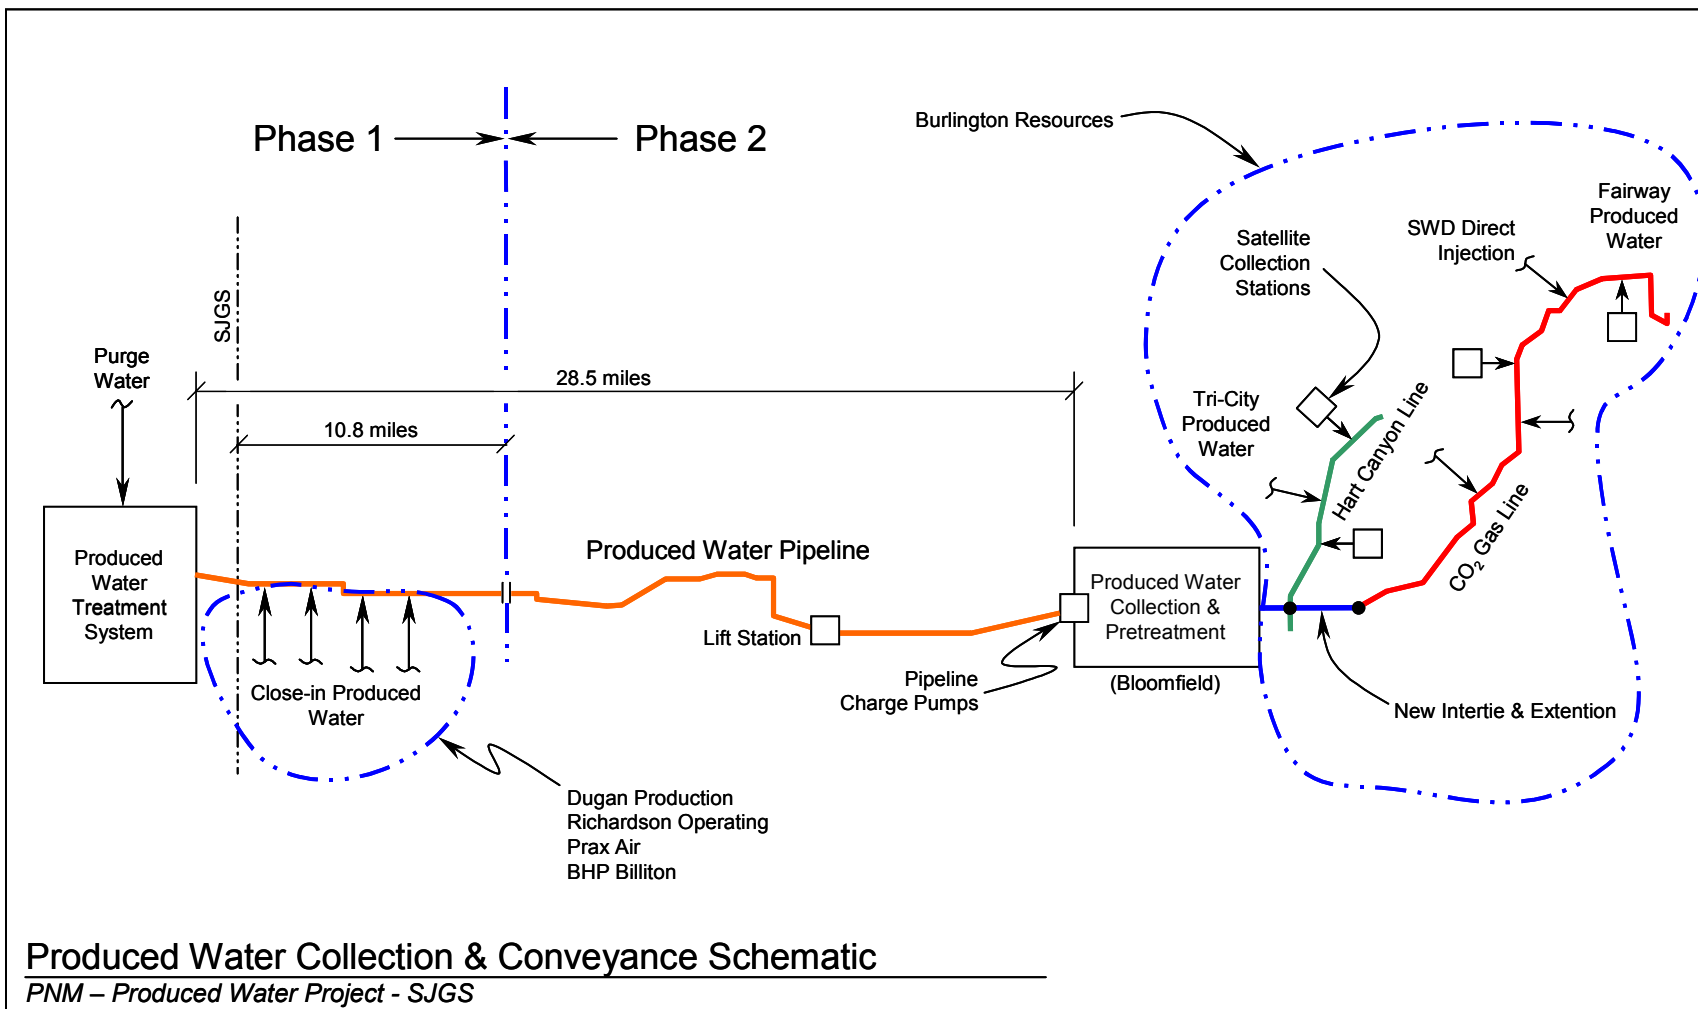 Phase 1
Phase 2
Burlington Resources
Fairway
Produced
Water
SWD Direct
Injection
Satellite
Collection
Stations
SJGS
Purge
Water
28.5 miles
10.8 miles
Tri-City
Produced
Water
Hart Canyon Line
CO2 Gas Line
Produced
Water
Treatment
System
Produced Water Pipeline
Produced Water
Collection &
Pretreatment
Lift Station
(Bloomfield)
Pipeline
Charge Pumps
Close-in Produced
Water
New Intertie & Extention
Dugan Production
Richardson Operating
Prax Air
BHP Billiton
Produced Water Collection & Conveyance Schematic
PNM – Produced Water Project - SJGS